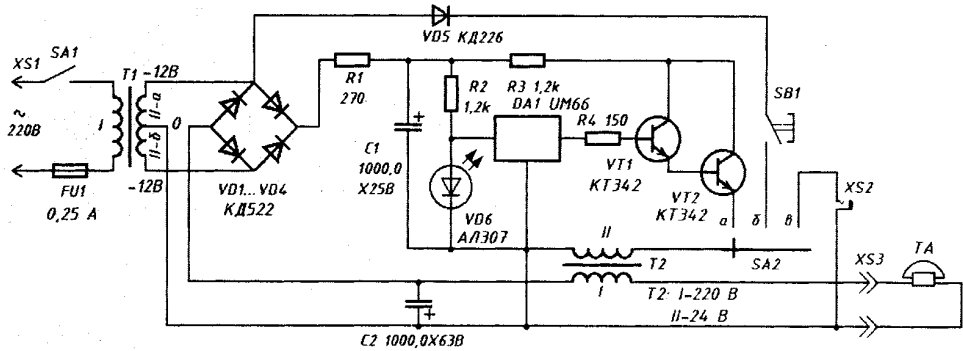 VD5 КД226
XS1
SA1
T1
~12В
II-а
0
II-б
~12В
I
~
220В
FU1
0,25 А
VD1...VD4
КД522
R1
270
C1
1000,0
X25В
R2
1,2k
R3 1,2k
DA1 UM66
R4 150
VT1
КТ342
VT2
КТ342
VD6
АЛ307
SB1
а
б
в
XS2
SA2
II
T2
I
T2: I-220 В
II-24 В
XS3
TA
C2 1000,0X63В